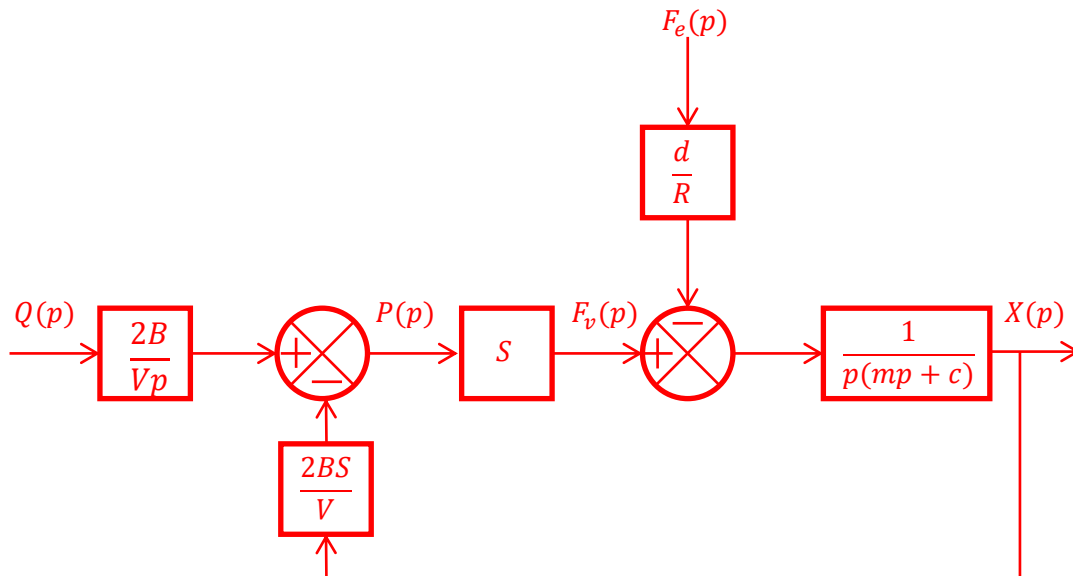 F_e(p)
d/R
−
Q(p)
2B/Vp
+
−
P(p)
S
F_v(p)
+
1/p(mp + c)
X(p)
2BS/V